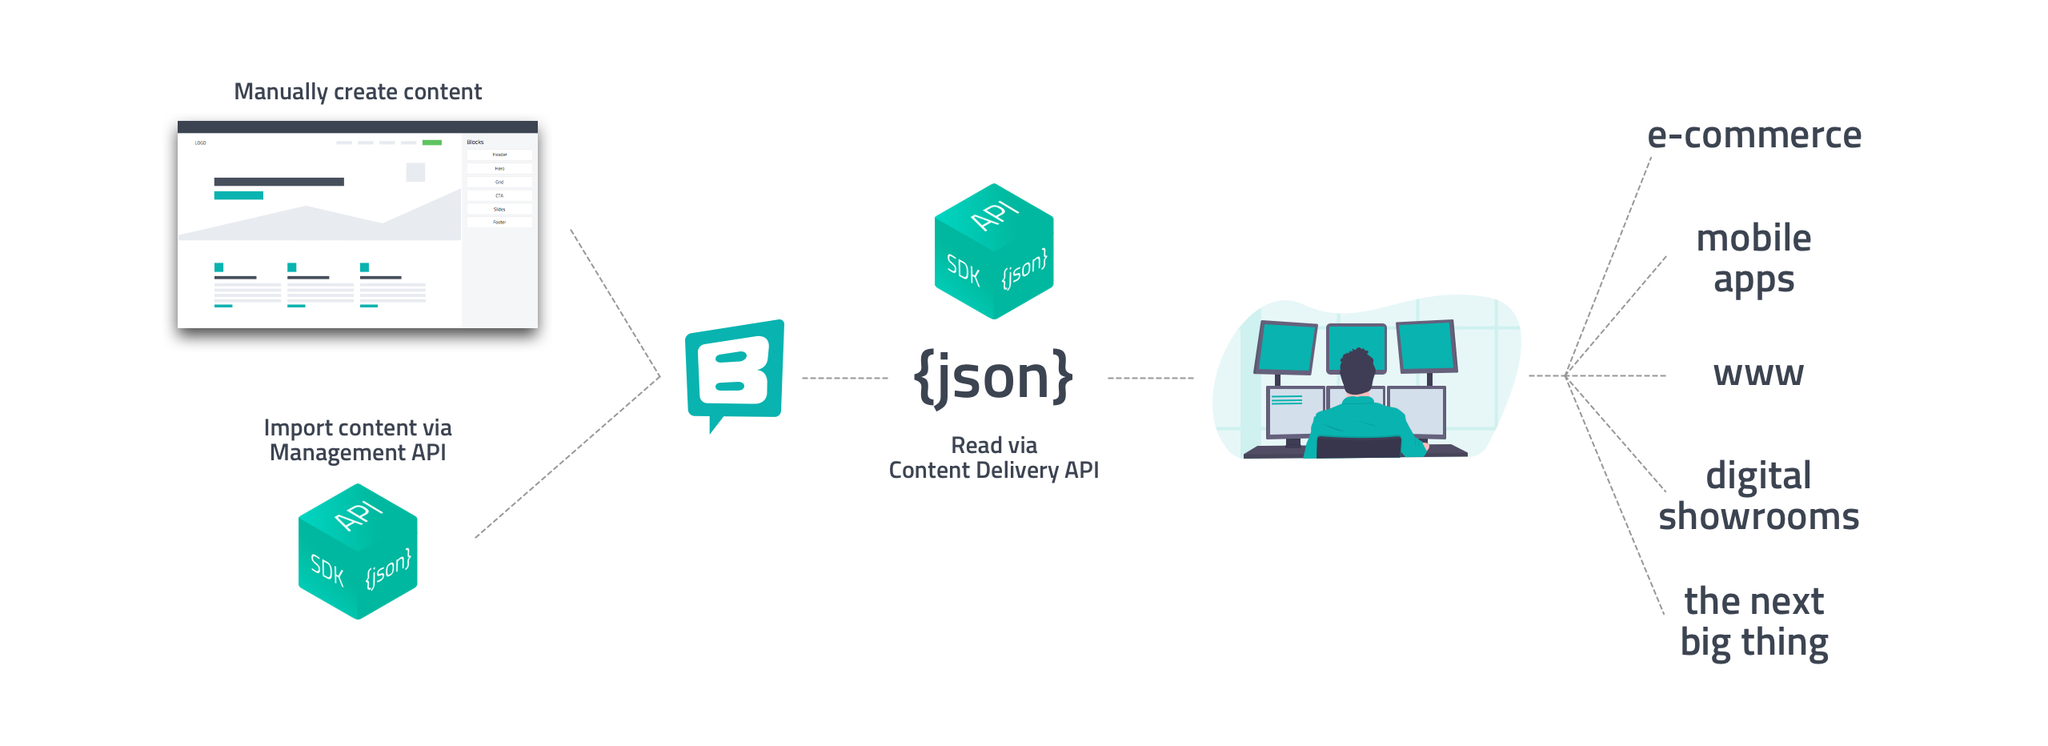 Manually create content
LOGO
Blocks
Header
Hero
Grid
CTA
Slides
Footer
Import content via
Management API
API
SDK
{json}
B
API
SDK
{json}
{json}
Read via
Content Delivery API
e-commerce
mobile
apps
www
digital
showrooms
the next
big thing